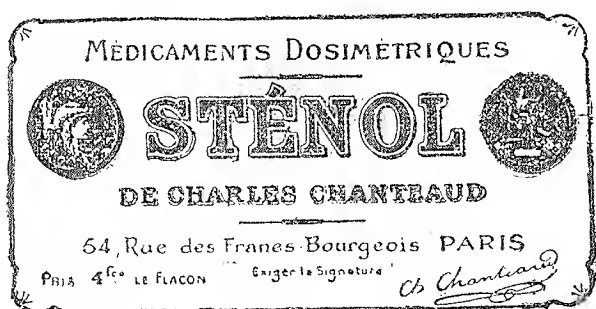 MÉDICAMENTS DOSIMÉTRIQUES
STÉNOL
DE CHARLES CHANTEAUD
54, Rue des Francs-Bourgeois PARIS
PRIX 4fcs LE FLACON "Exiger la Signature"
Ch Chanteaud